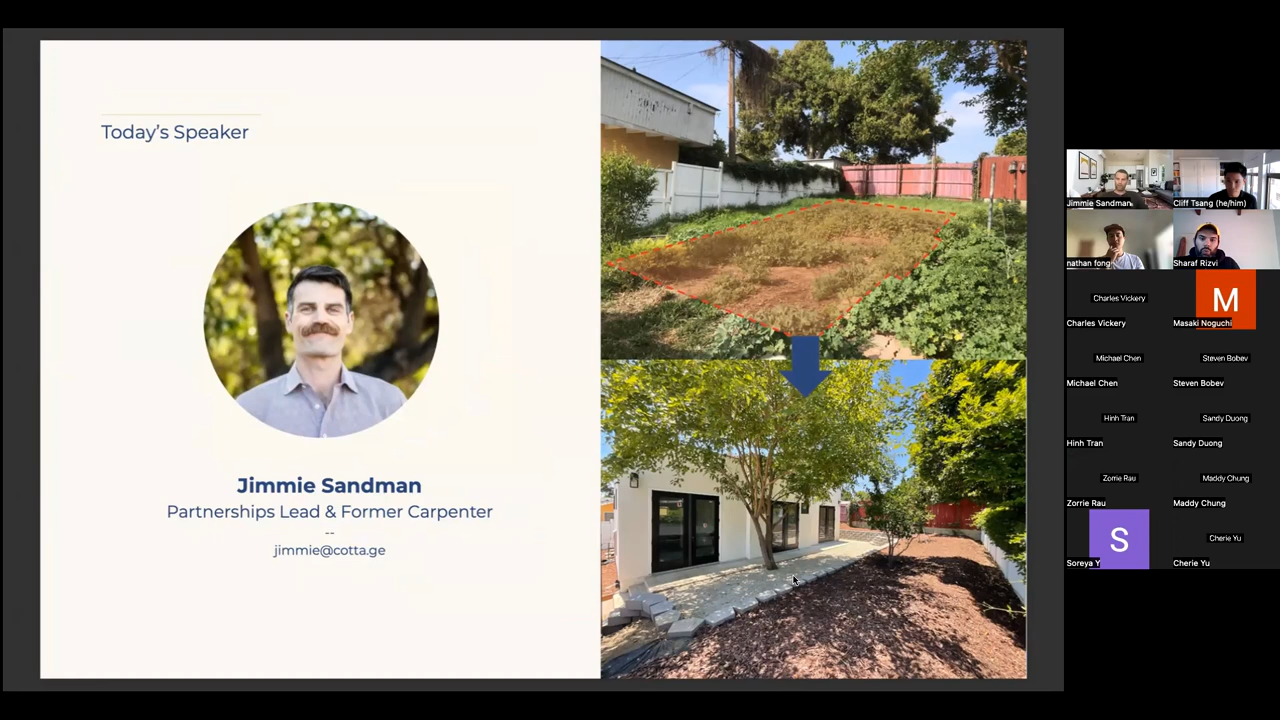 Today's Speaker
Jimmie Sandman
Partnerships Lead & Former Carpenter
--
jimmie@cotta.ge
Jimmie Sandman
Cliff Tsang (he/him)
nathan fong
Sharaf Rizvi
Charles Vickery
Charles Vickery
M
Masaki Noguchi
Michael Chen
Michael Chen
Steven Bobev
Steven Bobev
Hinh Tran
Hinh Tran
Sandy Duong
Sandy Duong
Zorrie Rau
Zorrie Rau
Maddy Chung
Maddy Chung
S
Soreya Y
Cherie Yu
Cherie Yu